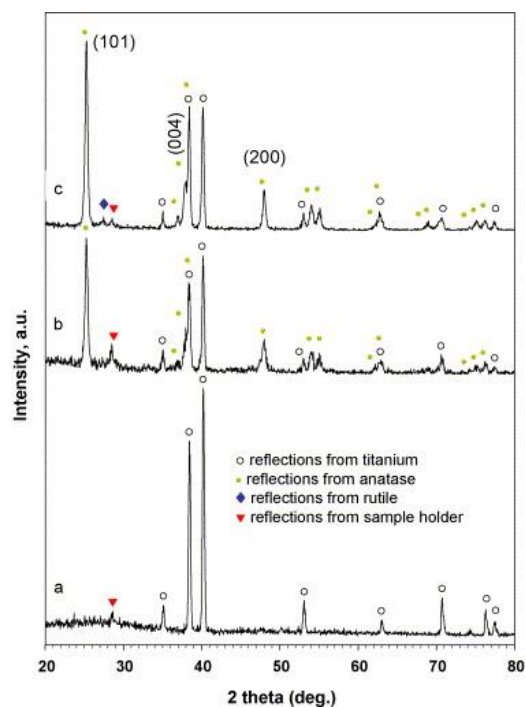 (101)
(004)
(200)
c
b
a
Intensity, a.u.
reflections from titanium
reflections from anatase
reflections from rutile
reflections from sample holder
20 30 40 50 60 70 80
2 theta (deg.)